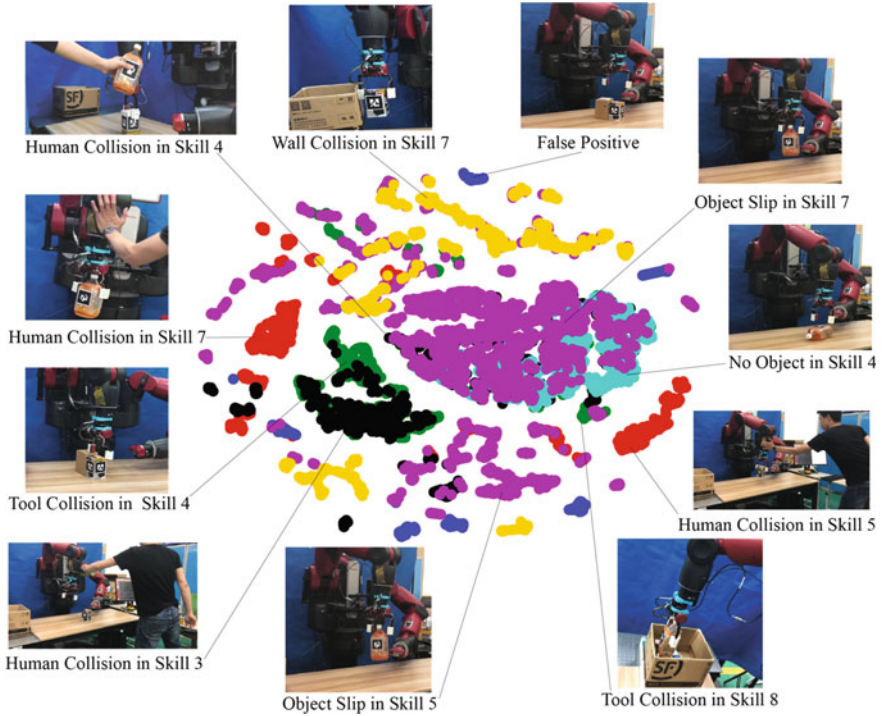 Human Collision in Skill 4
Wall Collision in Skill 7
False Positive
Object Slip in Skill 7
Human Collision in Skill 7
No Object in Skill 4
Tool Collision in Skill 4
Human Collision in Skill 5
Human Collision in Skill 3
Object Slip in Skill 5
Tool Collision in Skill 8
SF
SF